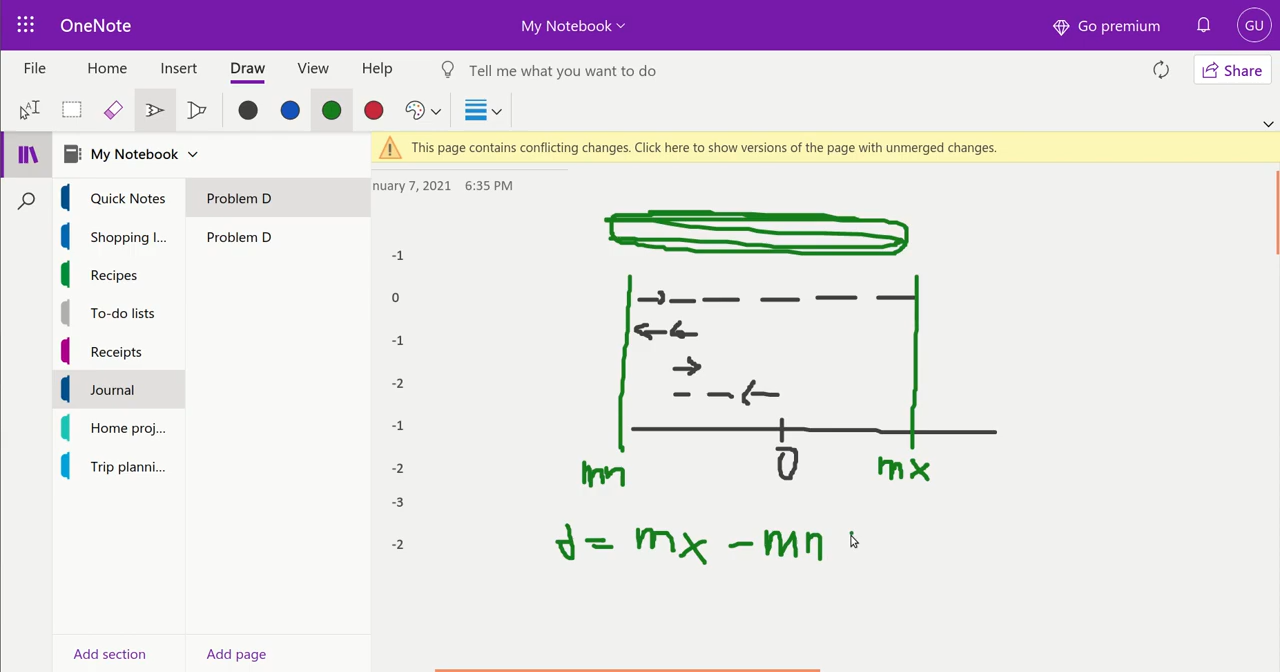 OneNote
My Notebook
Go premium
GU
File Home Insert Draw View Help Tell me what you want to do
Share
My Notebook
This page contains conflicting changes. Click here to show versions of the page with unmerged changes.
nuary 7, 2021 6:35 PM
Quick Notes
Shopping l...
Recipes
To-do lists
Receipts
Journal
Home proj...
Trip planni...
Add section
Problem D
Problem D
Add page
-1
0
-1
-2
-1
-2
-3
-2
0
mn
mx
d = mx - mn